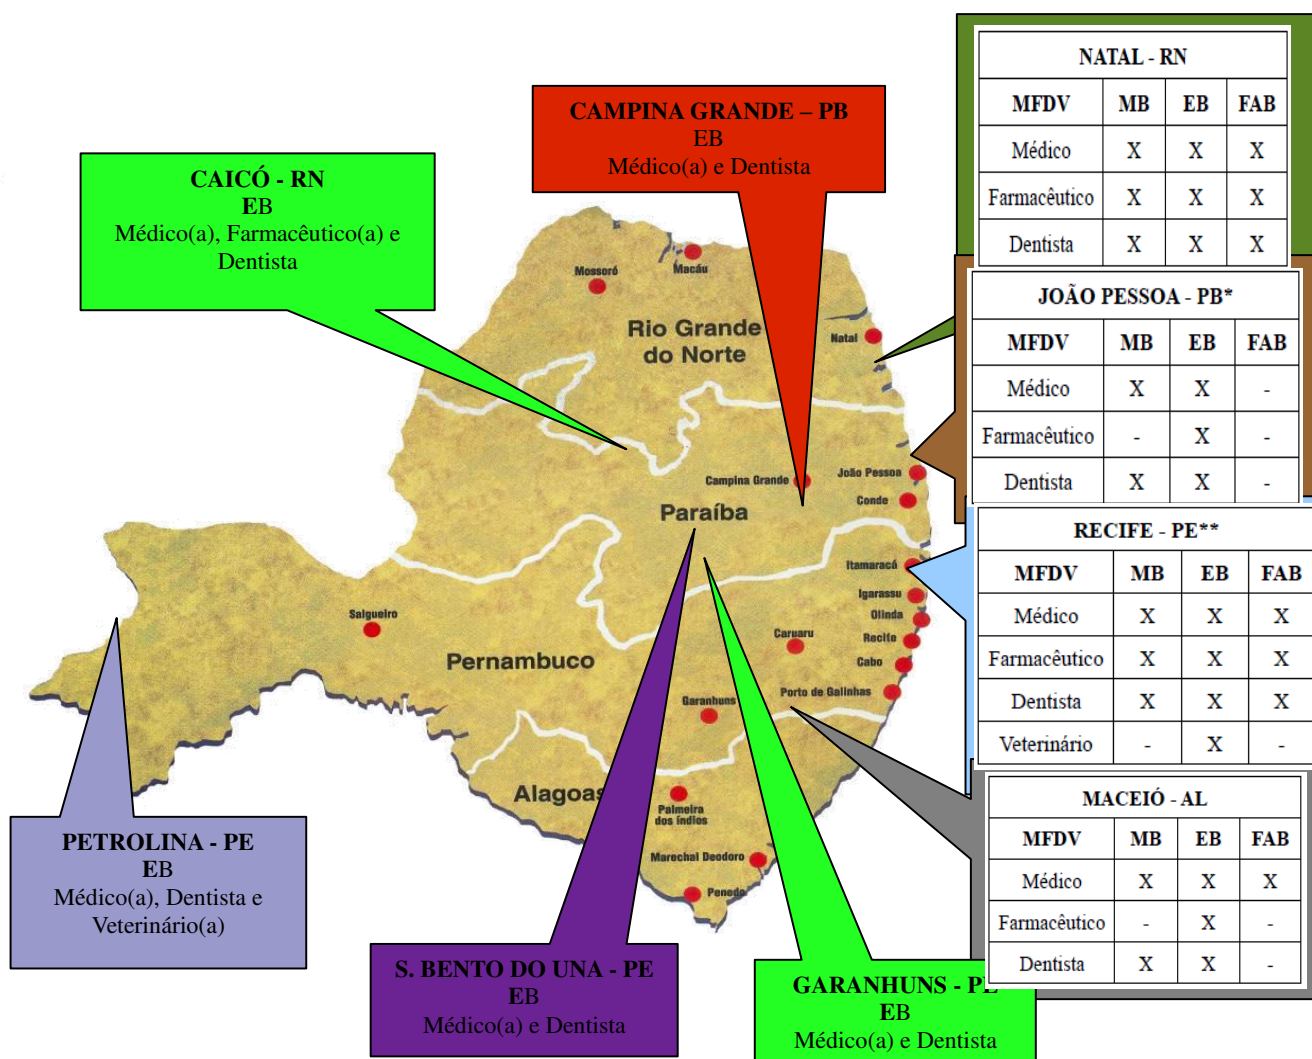 NATAL - RN
MFDV MB EB FAB
Médico X X X
Farmacêutico X X X
Dentista X X X
CAMPINA GRANDE – PB
EB
Médico(a) e Dentista
CAICÓ - RN
EB
Médico(a), Farmacêutico(a) e
Dentista
JOÃO PESSOA - PB*
MFDV MB EB FAB
Médico X X -
Farmacêutico - X -
Dentista X X -
RECIFE - PE**
MFDV MB EB FAB
Médico X X X
Farmacêutico X X X
Dentista X X X
Veterinário - X -
MACEIÓ - AL
MFDV MB EB FAB
Médico X X X
Farmacêutico - X -
Dentista X X -
Mossoró
Macáu
Rio Grande
do Norte
Natal
Campina Grande
João Pessoa
Conde
Paraíba
Itamaracá
Igarassu
Olinda
Salgueiro
Caruaru
Recife
Pernambuco
Cabo
Garanhuns
Porto de Galinhas
Alagoas
Palmeira
dos índios
Marechal Deodoro
Penedo
PETROLINA - PE
EB
Médico(a), Dentista e
Veterinário(a)
S. BENTO DO UNA - PE
EB
Médico(a) e Dentista
GARANHUNS - PE
EB
Médico(a) e Dentista